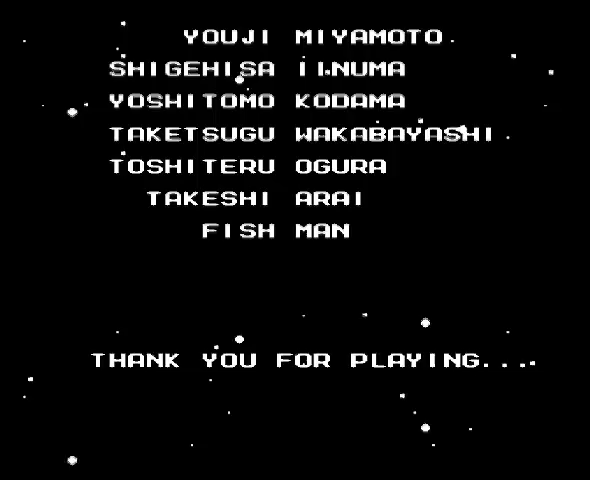 YOUJI MIYAMOTO
SHIGEHISA IINUMA
YOSHITOMO KODAMA
TAKETSUGU WAKABAYASHI
TOSHITERU OGURA
TAKESHI ARAI
FISH MAN
THANK YOU FOR PLAYING...